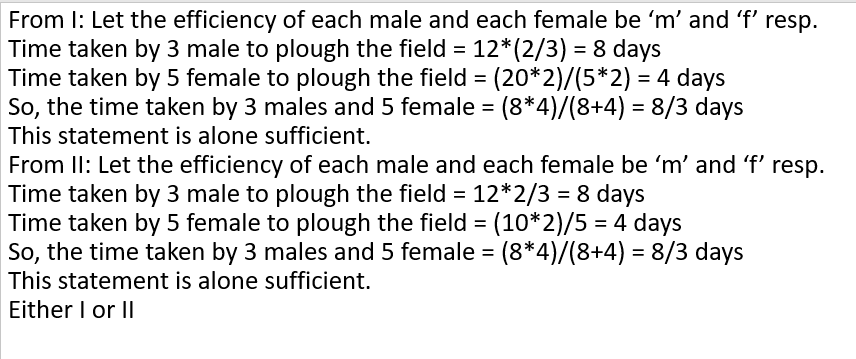 From I: Let the efficiency of each male and each female be ‘m’ and ‘f’ resp.
Time taken by 3 male to plough the field = 12*(2/3) = 8 days
Time taken by 5 female to plough the field = (20*2)/(5*2) = 4 days
So, the time taken by 3 males and 5 female = (8*4)/(8+4) = 8/3 days
This statement is alone sufficient.
From II: Let the efficiency of each male and each female be ‘m’ and ‘f’ resp.
Time taken by 3 male to plough the field = 12*2/3 = 8 days
Time taken by 5 female to plough the field = (10*2)/5 = 4 days
So, the time taken by 3 males and 5 female = (8*4)/(8+4) = 8/3 days
This statement is alone sufficient.
Either I or II